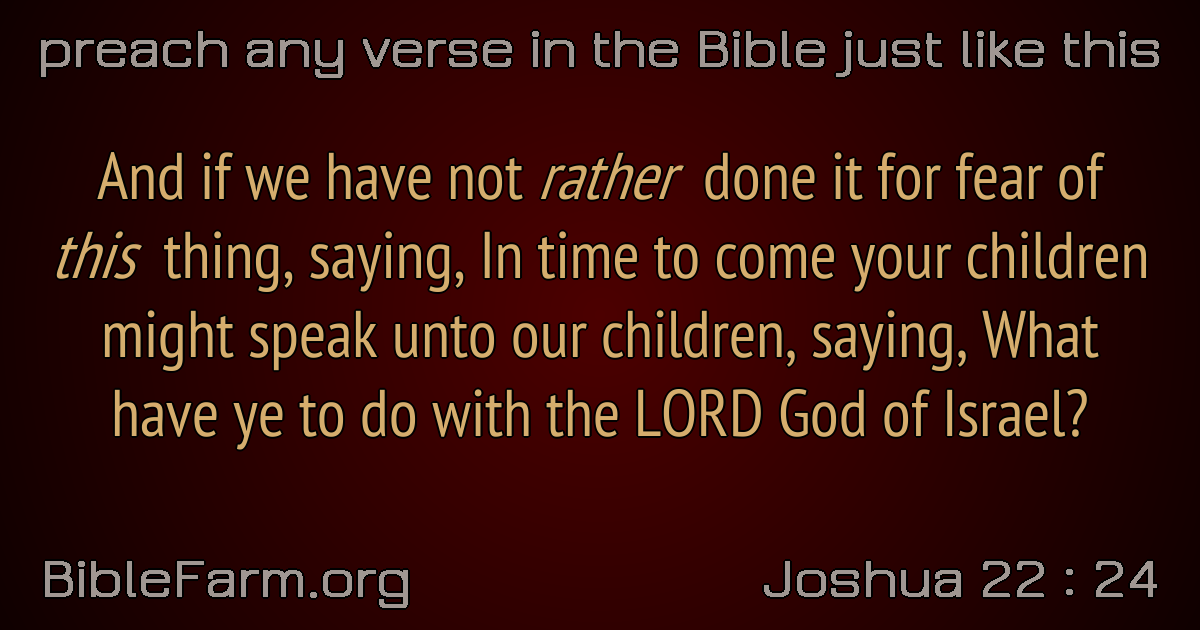 preach any verse in the Bible just like this
And if we have not rather done it for fear of
this thing, saying, In time to come your children
might speak unto our children, saying, What
have ye to do with the LORD God of Israel?
BibleFarm.org
Joshua 22 : 24